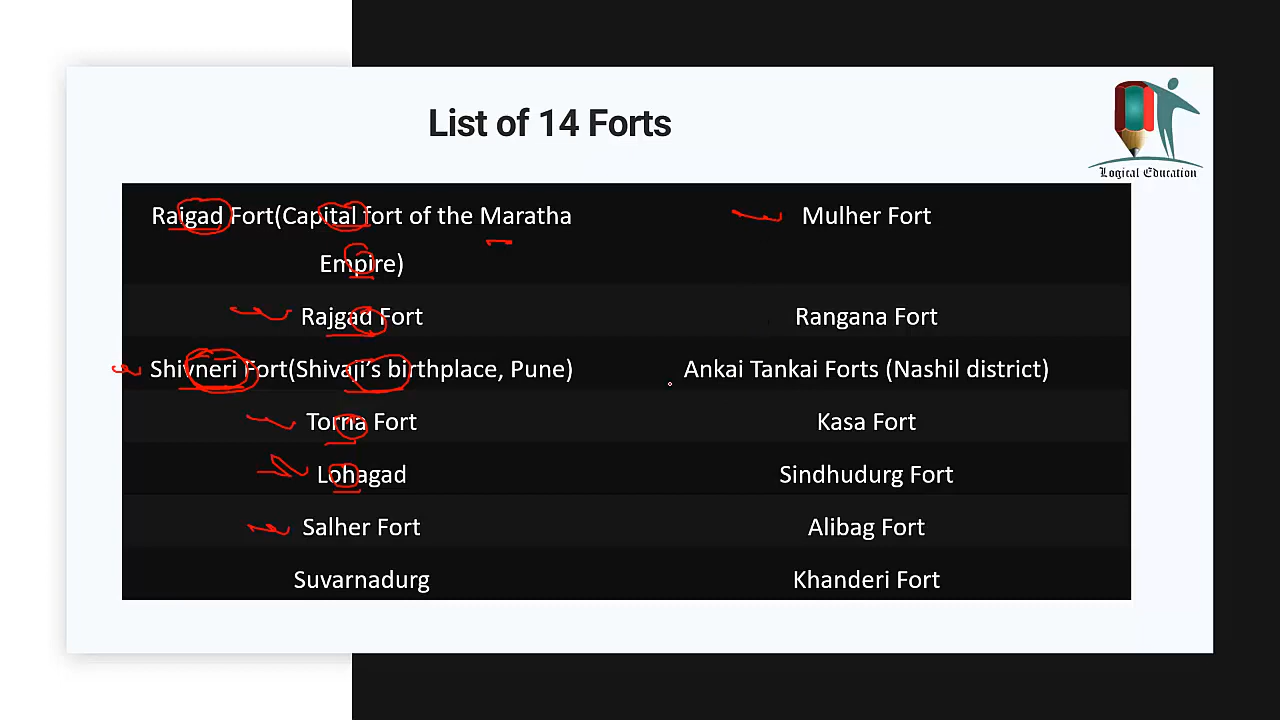 List of 14 Forts
Logical Education
Raigad Fort(Capital fort of the Maratha
Empire)
Mulher Fort
Rajgad Fort
Rangana Fort
Shivneri Fort(Shivaji’s birthplace, Pune)
Ankai Tankai Forts (Nashil district)
Torna Fort
Kasa Fort
Lohagad
Sindhudurg Fort
Salher Fort
Alibag Fort
Suvarnadurg
Khanderi Fort